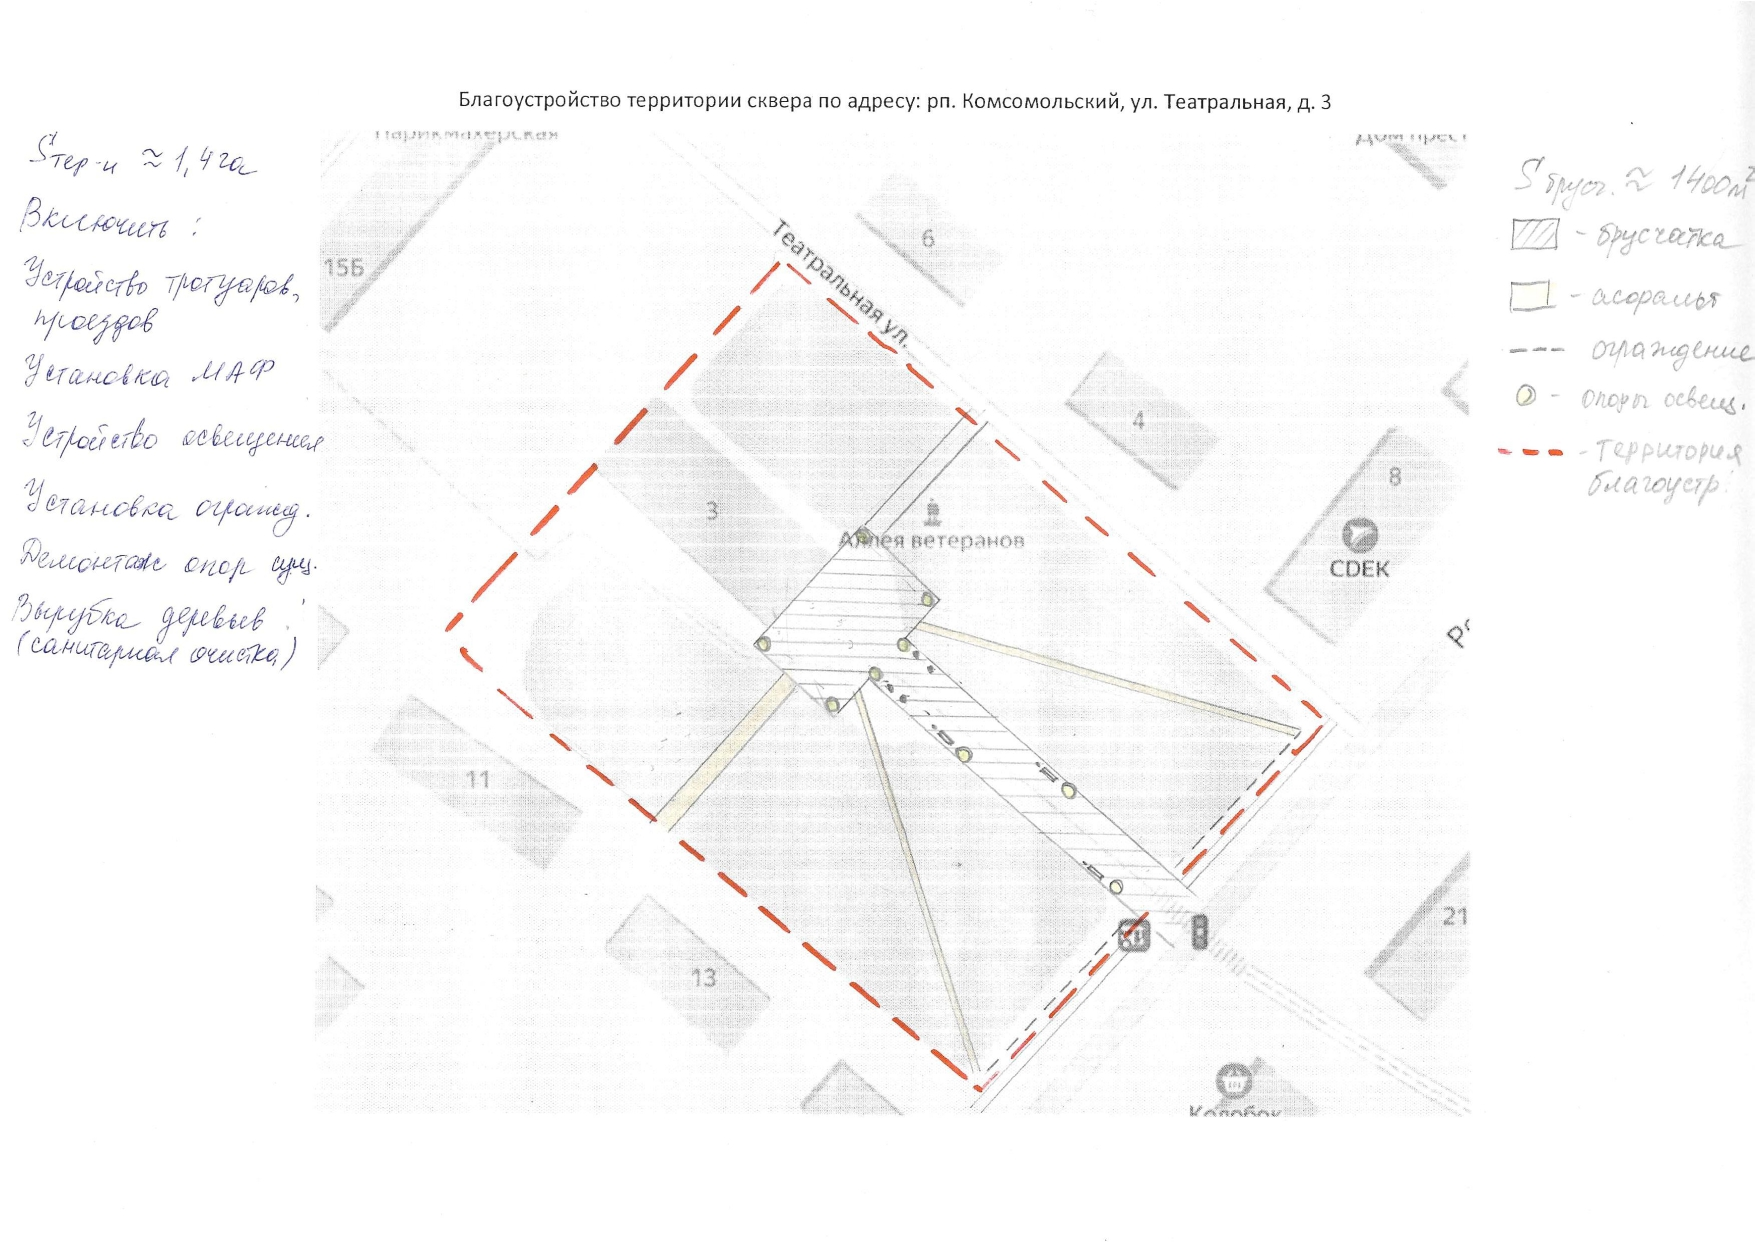 Благоустройство территории сквера по адресу: рп. Комсомольский, ул. Театральная, д. 3
Sтер-и ≈ 1,4га
Включить :
Устройство тротуаров,
проездов
Установка МАФ
Устройство освещения
Установка огражд.
Демонтаж опор сущ.
Вырубка деревьев
(санитарная очистка)
Парикмахерская
15Б
Театральная ул.
6
4
8
3
Аллея ветеранов
CDEK
11
13
21
Колобок
Sбрусч. ≈ 1400м²
- брусчатка
- асфальт
ограждение
- опоры освещ.
- Территория
благоустр.